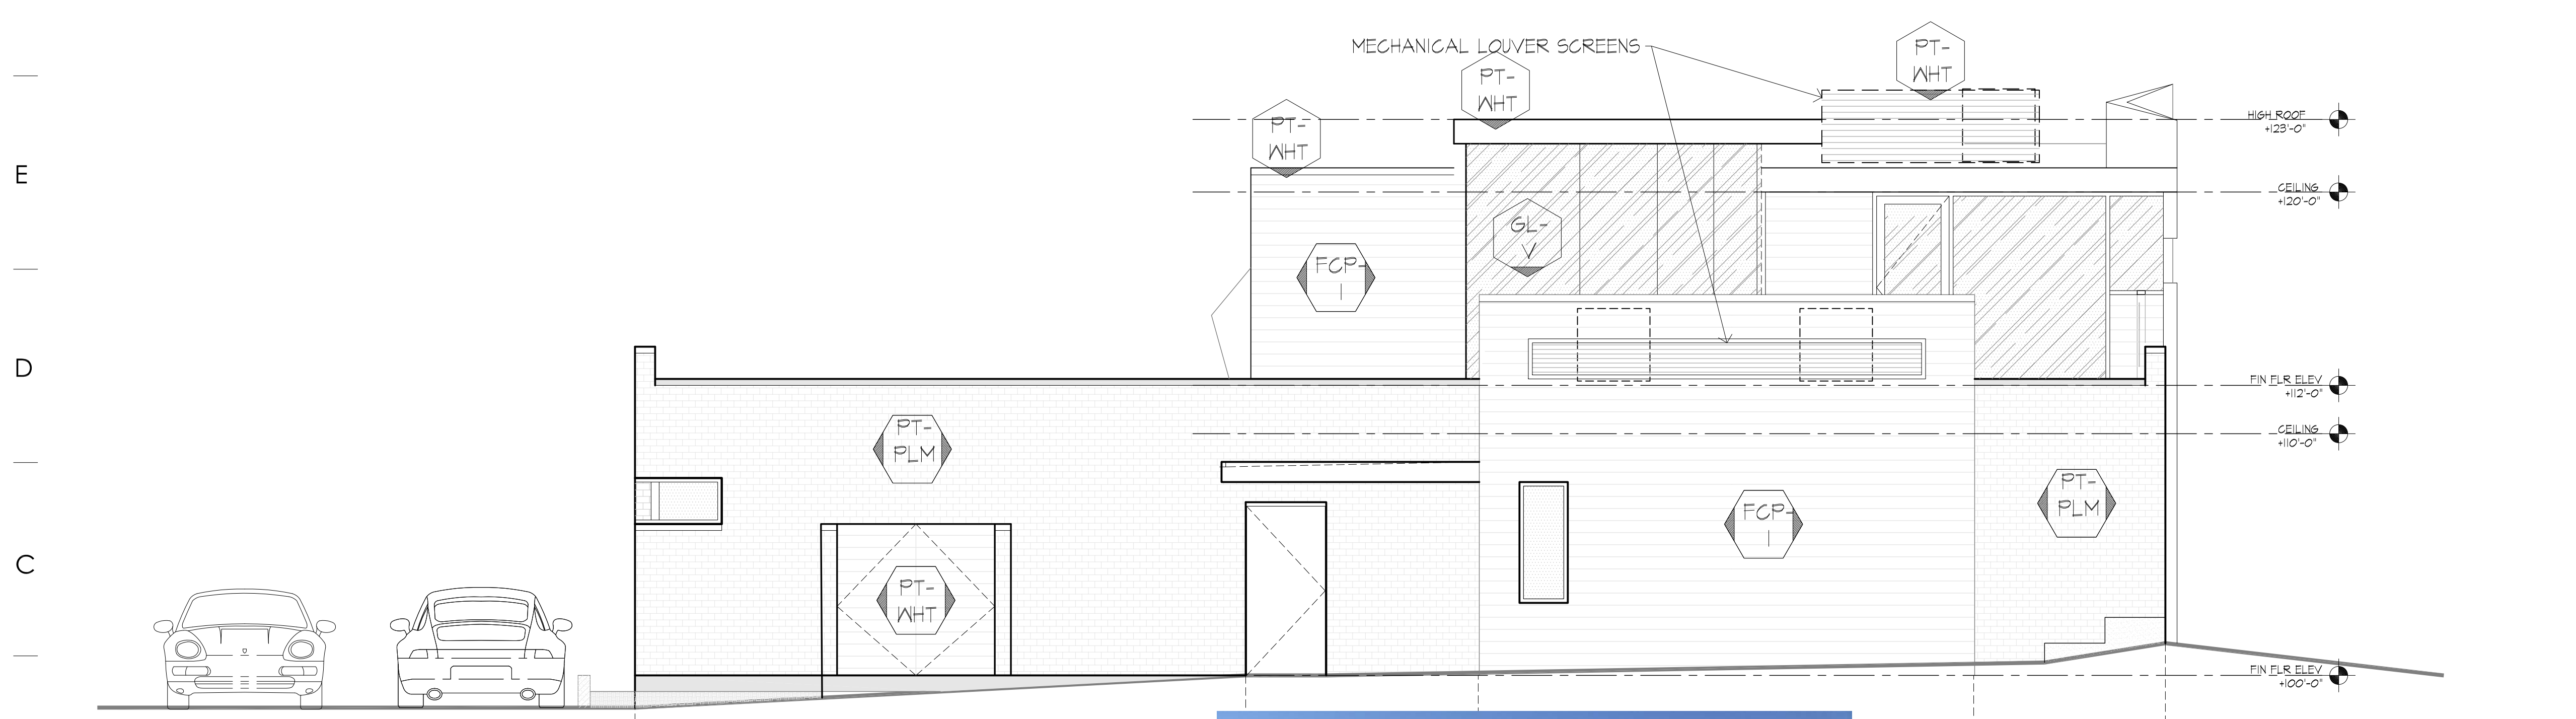 MECHANICAL LOUVER SCREENS
PT-
WHT
PT-
WHT
PT-
WHT
HIGH ROOF
+123'-0"
E
CEILING
+120'-0"
GL-
V
FCP-
1
D
FIN FLR ELEV
+112'-0"
PT-
PLM
CEILING
+110'-0"
PT-
PLM
FCP-
1
C
PT-
WHT
FIN FLR ELEV
+100'-0"